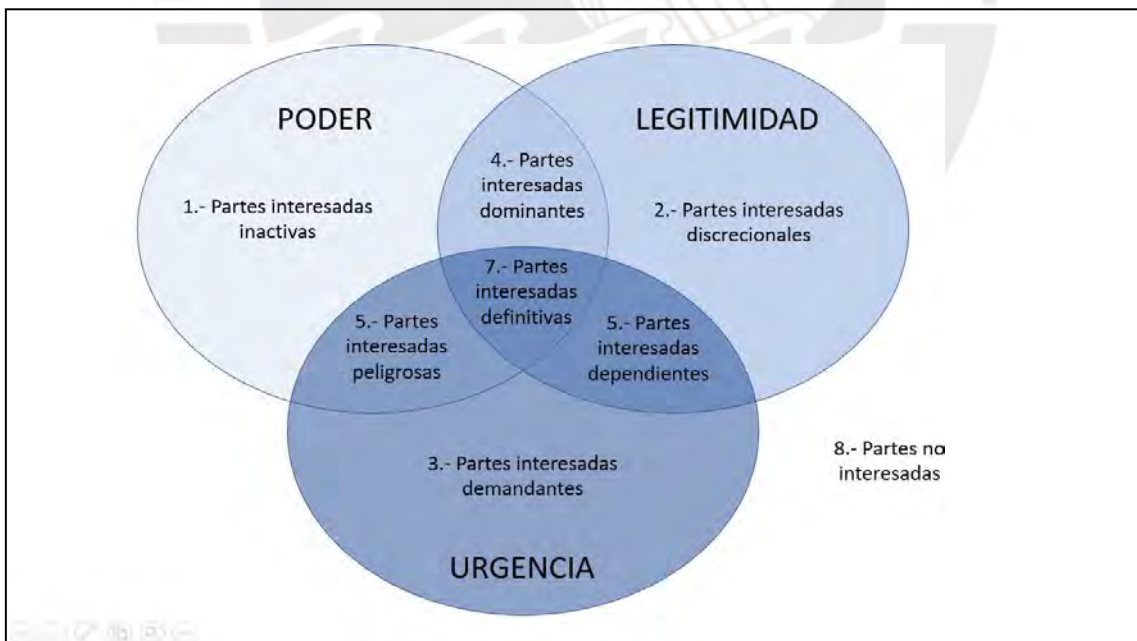 PODER
LEGITIMIDAD
4.- Partes
interesadas
dominantes
1.- Partes interesadas
inactivas
2.- Partes interesadas
discrecionales
7.- Partes
interesadas
definitivas
5.- Partes
interesadas
peligrosas
5.- Partes
interesadas
dependientes
8.- Partes no
interesadas
3.- Partes interesadas
demandantes
URGENCIA